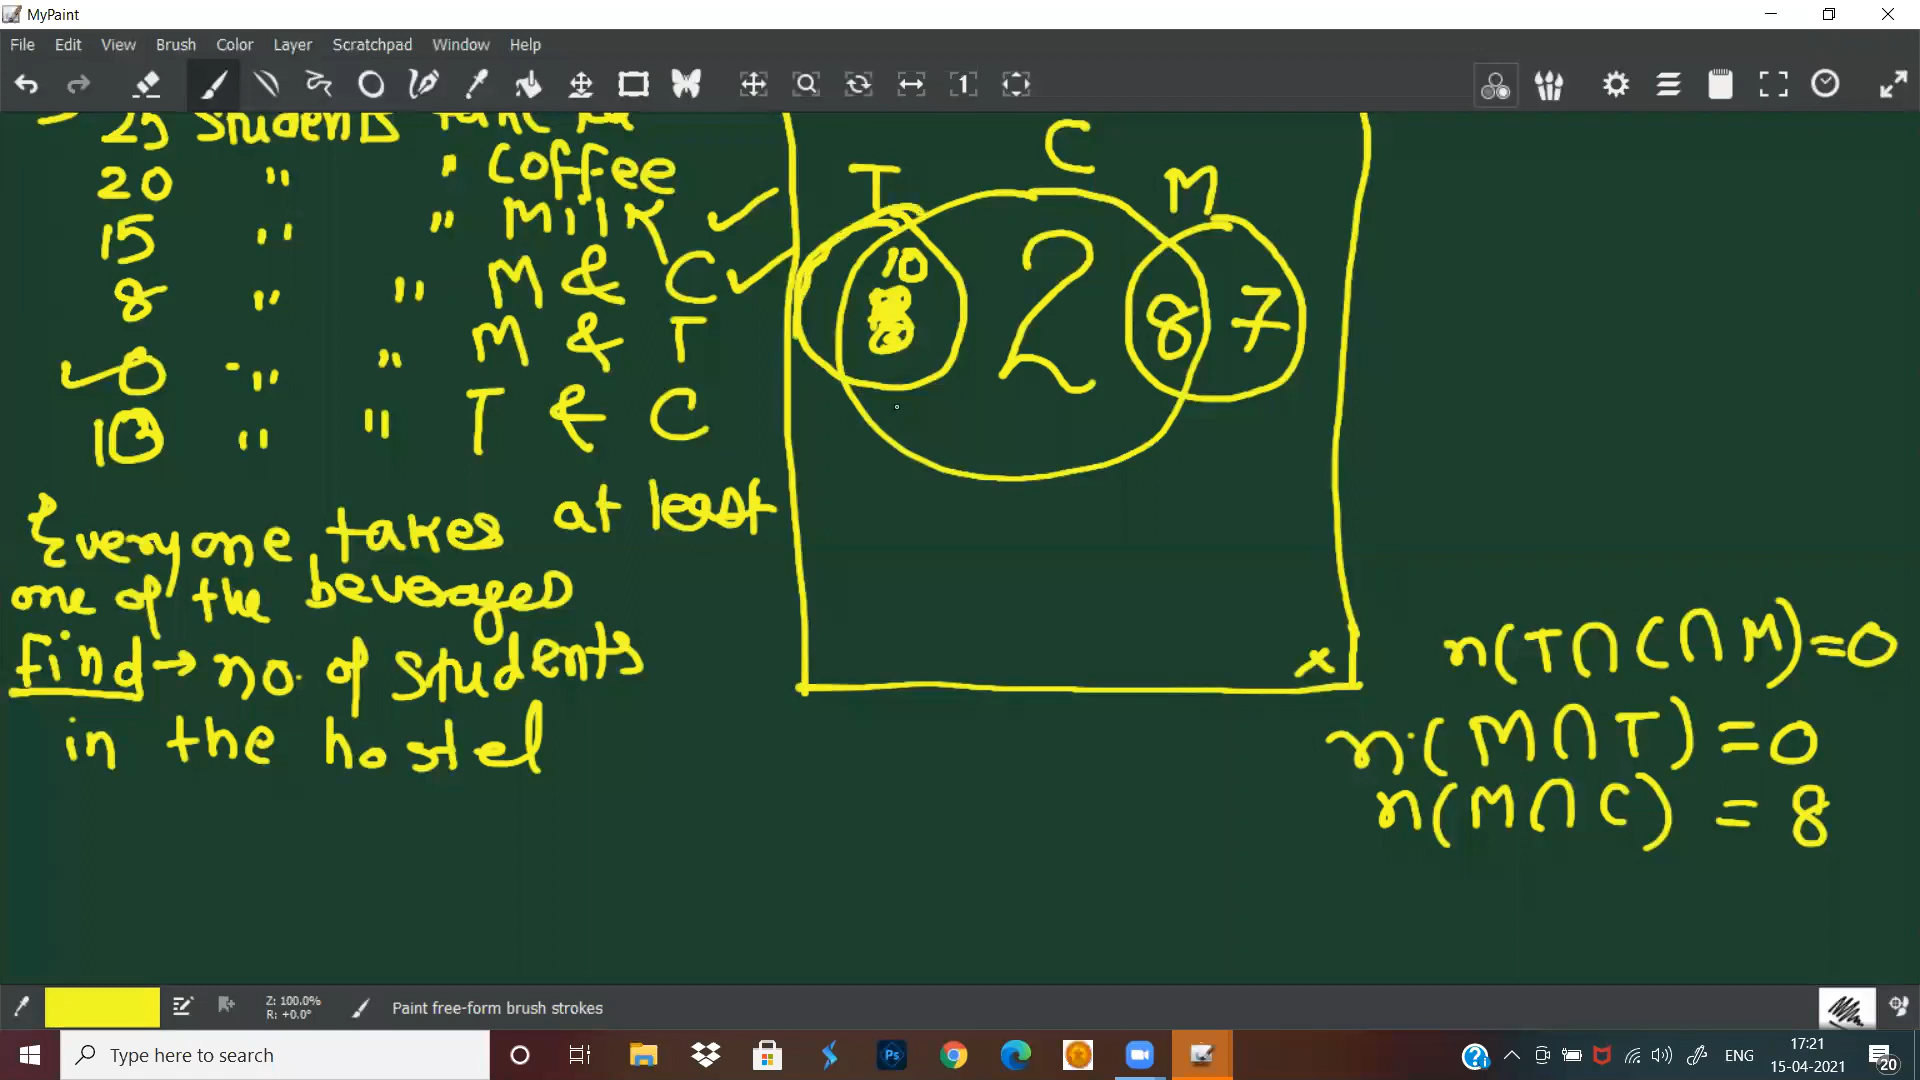 MyPaint
File Edit View Brush Color Layer Scratchpad Window Help
25 Students take
20 " " Coffee
15 " " Milk
8 " " M & C
0 " " M & T
10 " " T & C
Everyone takes at least
one of the beverages
find → no. of students
in the hostel
T C M
10 2 8 7
x
n(T∩C∩M)=0
n(M∩T)=0
n(M∩C) = 8
Z: 100.0%
R: +0.0°
Paint free-form brush strokes
Type here to search
Ps
ENG
17:21
15-04-2021
20